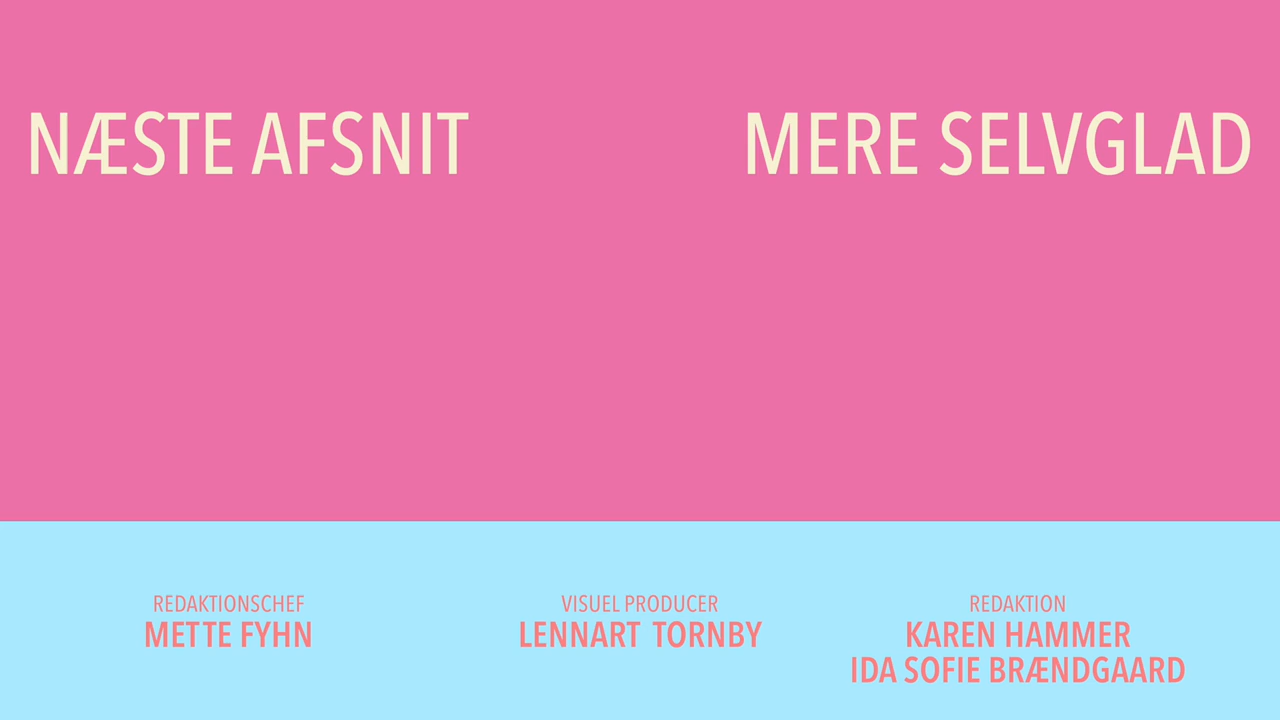 NÆSTE AFSNIT
MERE SELVGLAD
REDAKTIONSCHEF
METTE FYHN
VISUEL PRODUCER
LENNART TORNBY
REDAKTION
KAREN HAMMER
IDA SOFIE BRÆNDGAARD